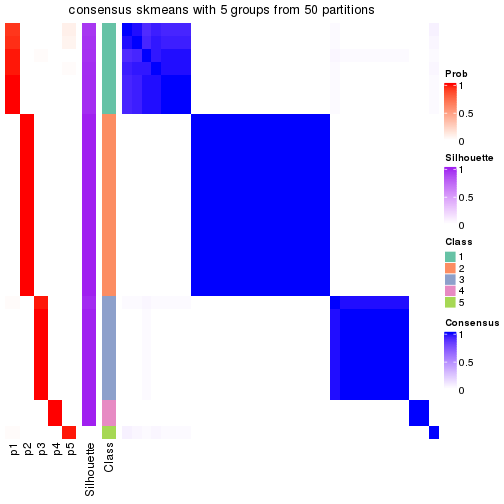 consensus skmeans with 5 groups from 50 partitions
Prob
1
0.5
0
Silhouette
1
0.5
0
Class
1
2
3
4
5
Consensus
1
0.5
0
p1
p2
p3
p4
p5
Silhouette
Class